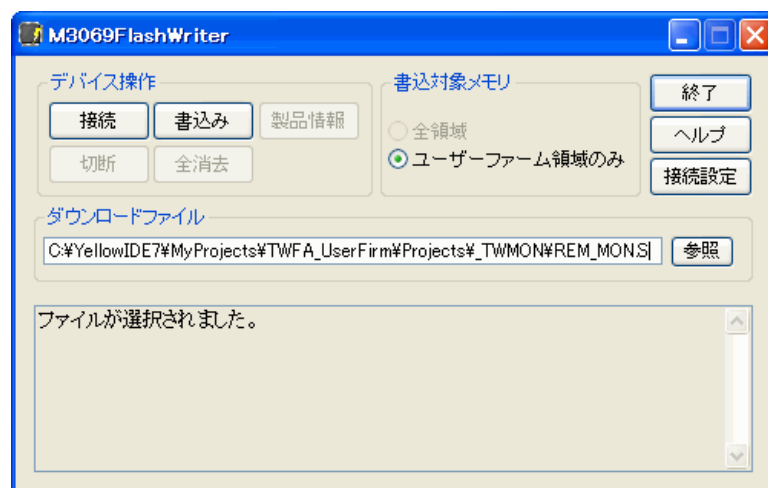 M3069FlashWriter
デバイス操作
接続 書込み 製品情報
切断 全消去
書込対象メモリ
全領域
ユーザーファーム領域のみ
終了
ヘルプ
接続設定
ダウンロードファイル
C:¥YellowIDE7¥MyProjects¥TWFA_UserFirm¥Projects¥_TWMON¥REM_MON.S 参照
ファイルが選択されました。